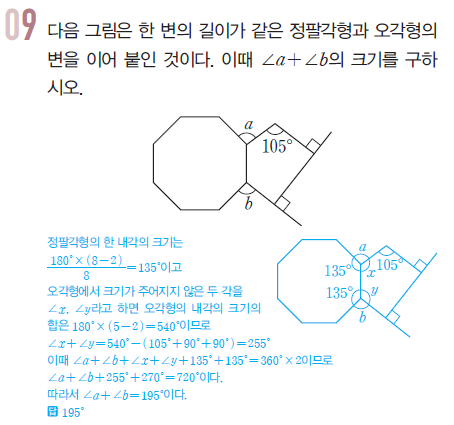 09 다음 그림은 한 변의 길이가 같은 정팔각형과 오각형의
변을 이어 붙인 것이다. 이때 ∠a+∠b의 크기를 구하
시오.
a
105°
b
정팔각형의 한 내각의 크기는
180°×(8-2)/8=135°이고
오각형에서 크기가 주어지지 않은 두 각을
∠x, ∠y라고 하면 오각형의 내각의 크기의
합은 180°×(5-2)=540°이므로
∠x+∠y=540°-(105°+90°+90°)=255°
이때 ∠a+∠b+∠x+∠y+135°+135°=360°×2이므로
∠a+∠b+255°+270°=720°이다.
따라서 ∠a+∠b=195°이다.
답 195°
a
135° x 105°
135° y
b